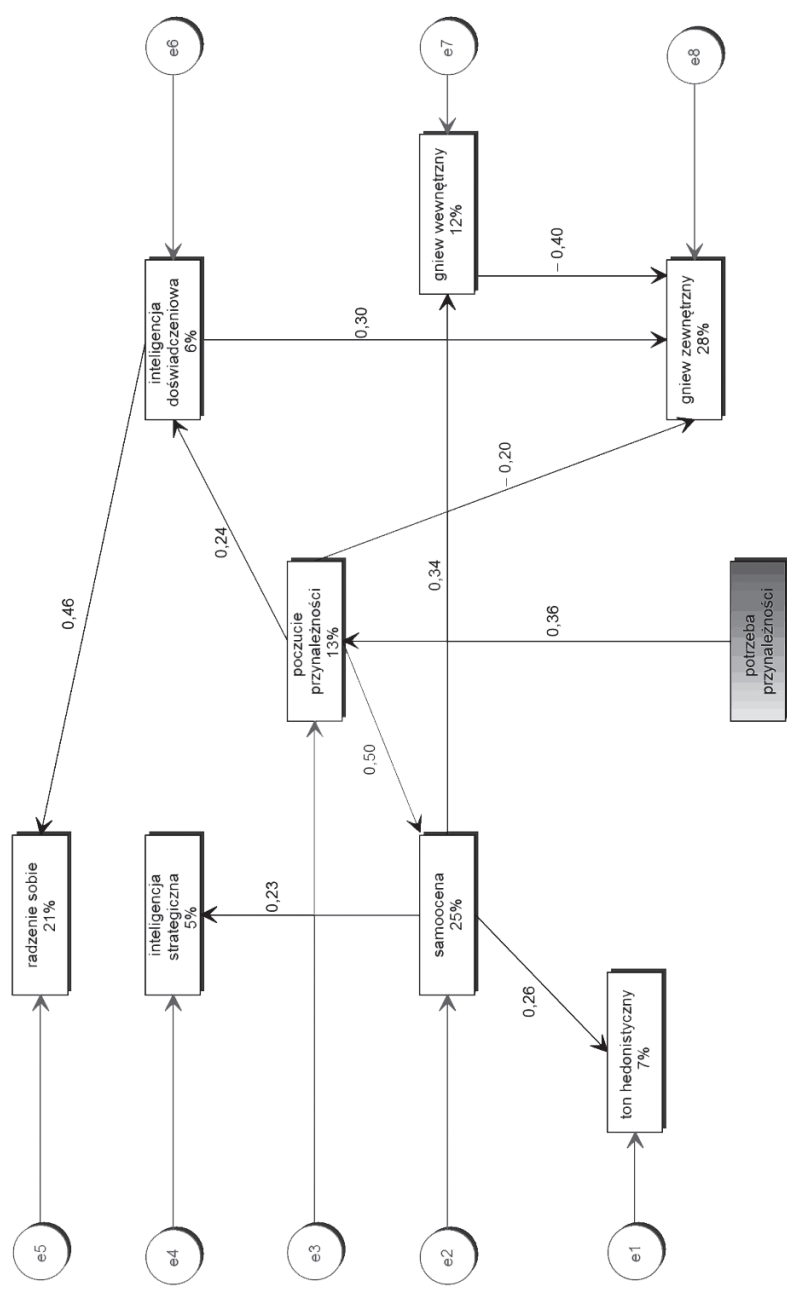 radzenie sobie
21%
e5
0,46
e4
inteligencja
strategiczna
5%
inteligencja
doświadczeniowa
6%
e6
0,24
0,23
e3
poczucie
przynależności
13%
0,50
0,30
e2
samoocena
25%
0,34
gniew wewnętrzny
12%
e7
0,26
0,36
– 0,20
– 0,40
e1
ton hedonistyczny
7%
gniew zewnętrzny
28%
e8
potrzeba
przynależności